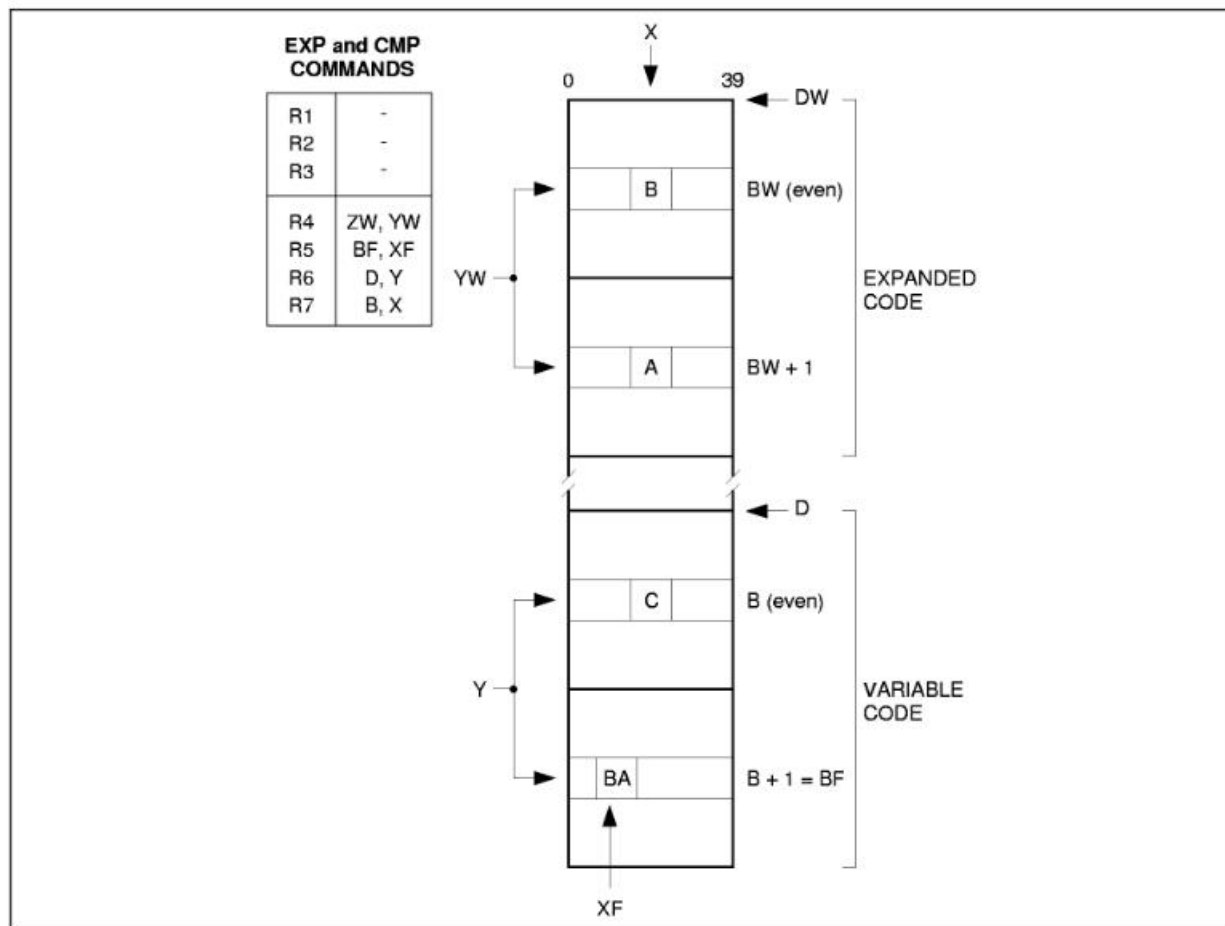 EXP and CMP
COMMANDS
R1 -
R2 -
R3 -
R4 ZW, YW
R5 BF, XF
R6 D, Y
R7 B, X
X
0 39
DW
B BW (even)
YW
EXPANDED
CODE
A BW + 1
D
C B (even)
Y
VARIABLE
CODE
BA B + 1 = BF
XF